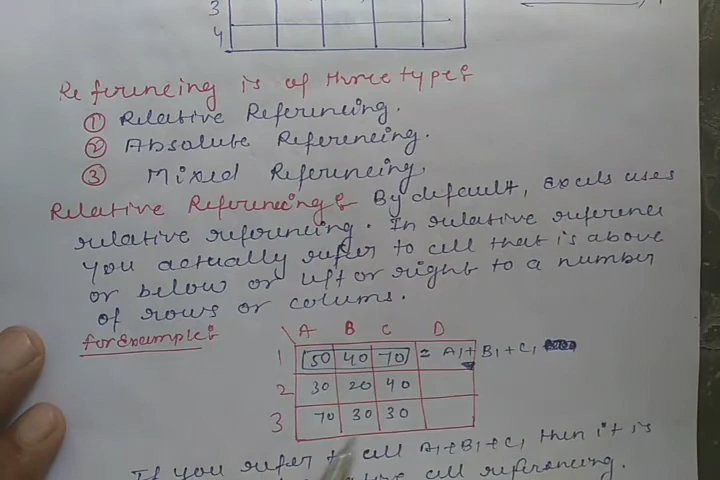 3
4
Referencing is of three types
① Relative Referencing.
② Absolute Referencing.
③ Mixed Referencing.
Relative Referencing: By default, Excels uses
relative referencing. In relative reference
you actually refer to cell that is above
or below or left or right to a number
of rows or colums.
for Example:
A B C D
1 50 40 70 = A1+B1+C1
2 30 20 40
3 70 30 30
If you refer to cell A1+B1+C1 then it is
cell referencing.